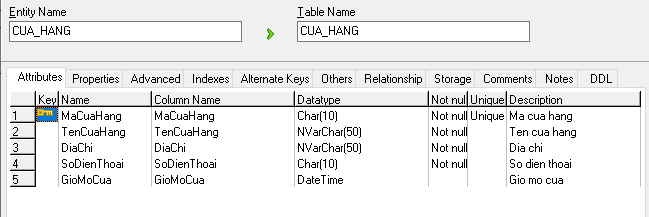 Entity Name Table Name
CUA_HANG CUA_HANG
Attributes Properties Advanced Indexes Alternate Keys Others Relationship Storage Comments Notes DDL
Key Name Column Name Datatype Not null Unique Description
1 MaCuaHang MaCuaHang Char(10) Not null Unique Ma cua hang
2 TenCuaHang TenCuaHang NVarChar(50) Not null Ten cua hang
3 DiaChi DiaChi NVarChar(50) Not null Dia chi
4 SoDienThoai SoDienThoai Char(10) Not null So dien thoai
5 GioMoCua GioMoCua DateTime Gio mo cua